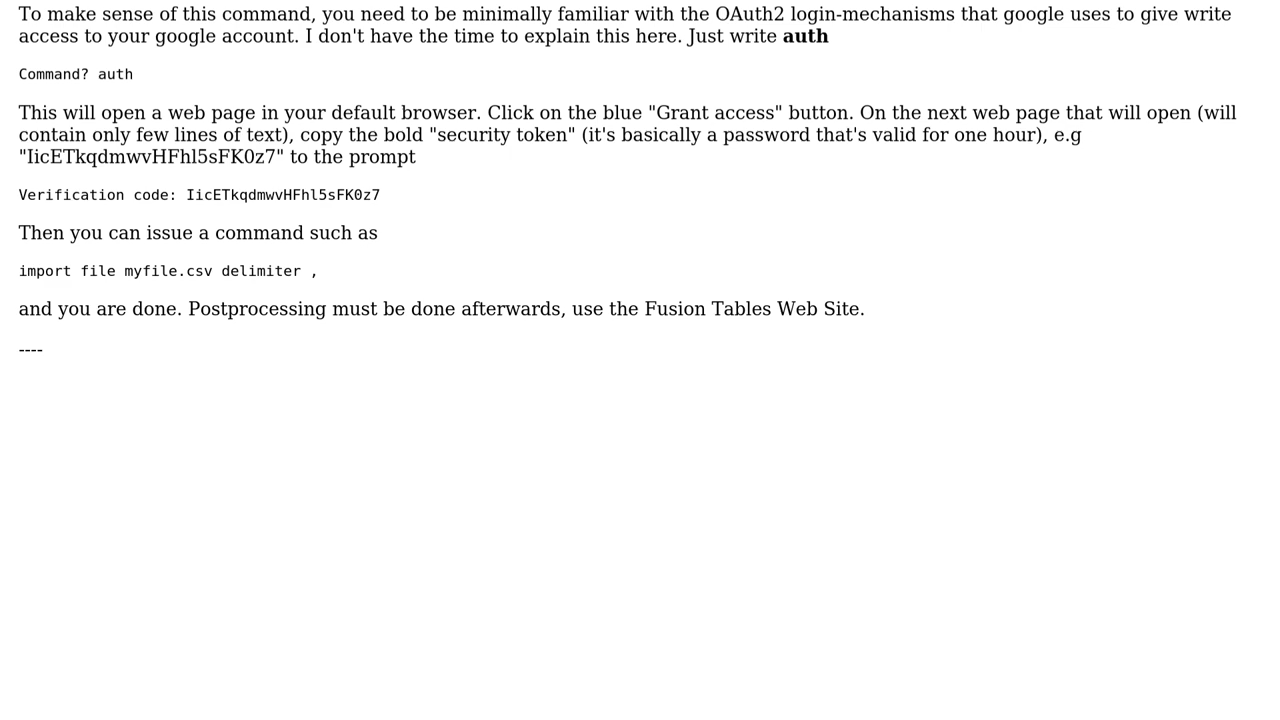 To make sense of this command, you need to be minimally familiar with the OAuth2 login-mechanisms that google uses to give write
access to your google account. I don't have the time to explain this here. Just write auth
Command? auth
This will open a web page in your default browser. Click on the blue "Grant access" button. On the next web page that will open (will
contain only few lines of text), copy the bold "security token" (it's basically a password that's valid for one hour), e.g
"IicETkqdmwvHFhl5sFK0z7" to the prompt
Verification code: IicETkqdmwvHFhl5sFK0z7
Then you can issue a command such as
import file myfile.csv delimiter ,
and you are done. Postprocessing must be done afterwards, use the Fusion Tables Web Site.
----